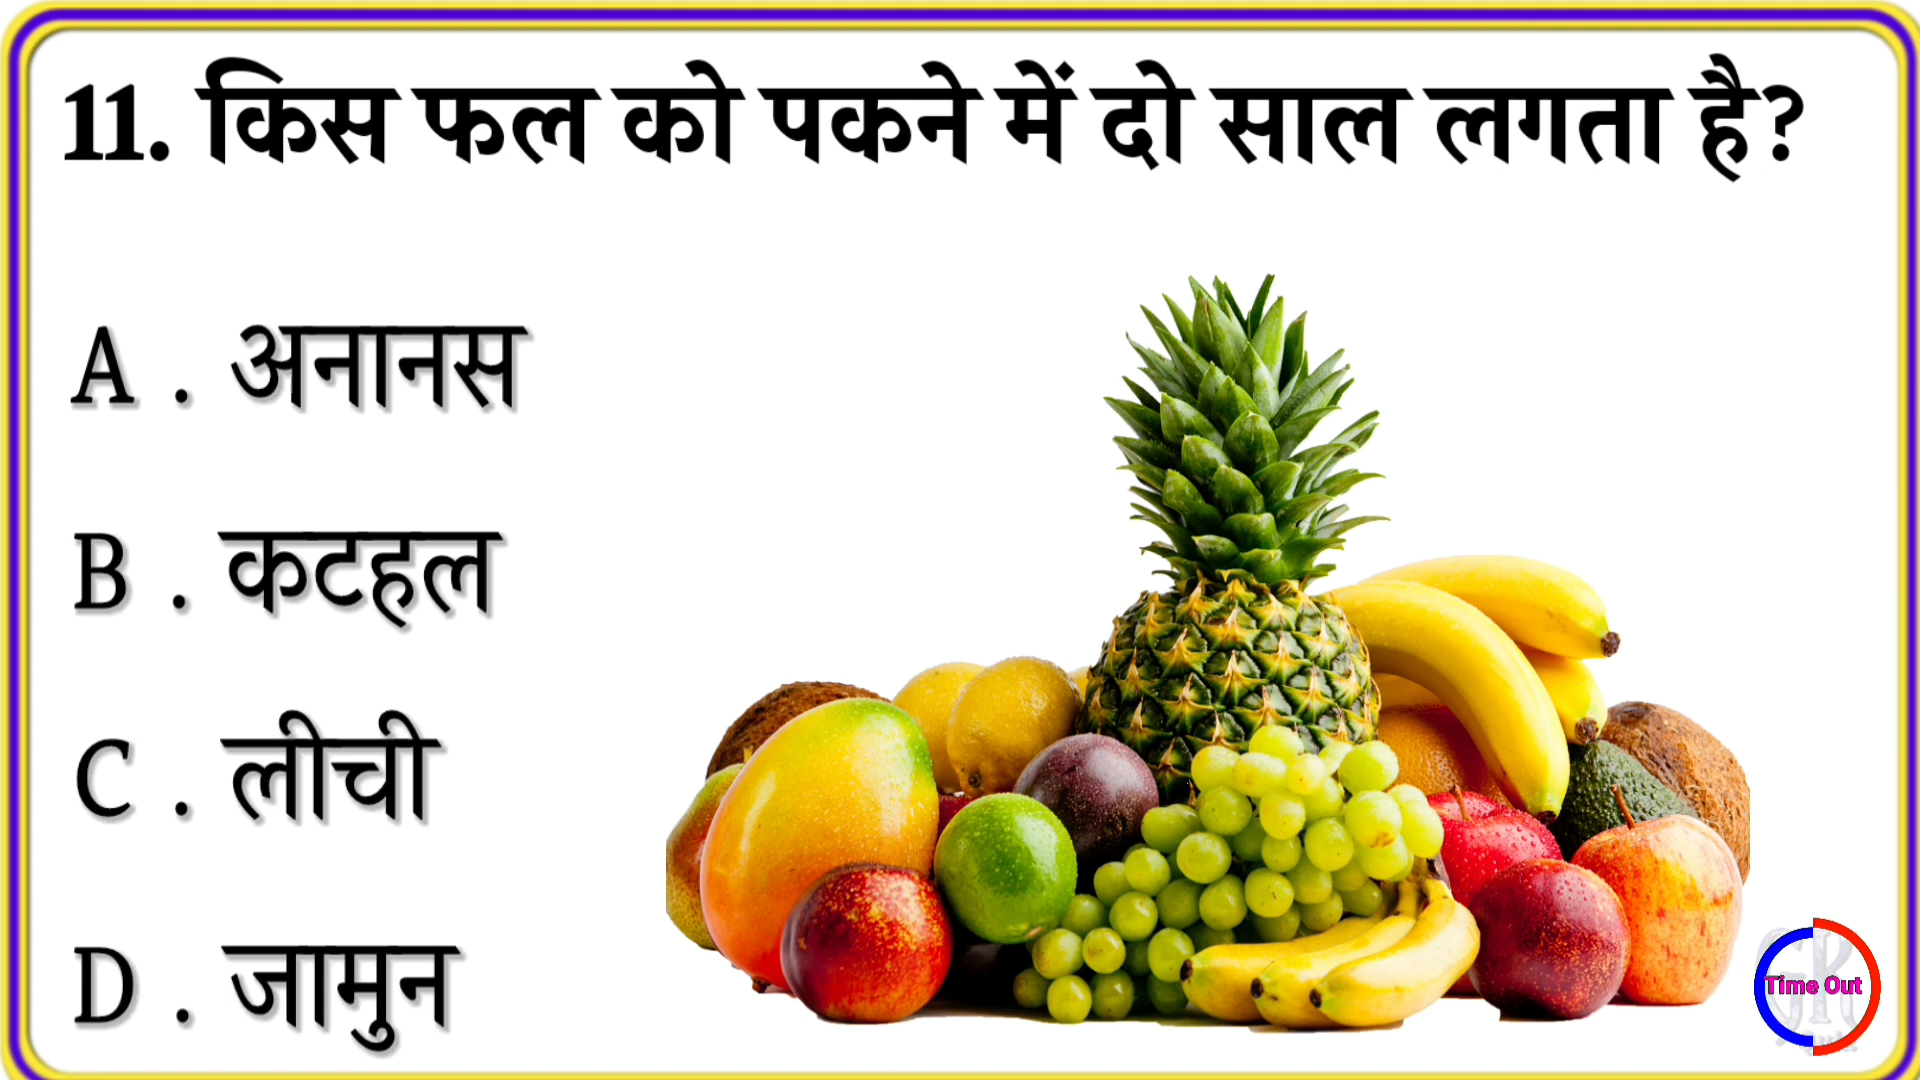 11. किस फल को पकने में दो साल लगता है?
A . अनानस
B . कटहल
C . लीची
D . जामुन
Time Out